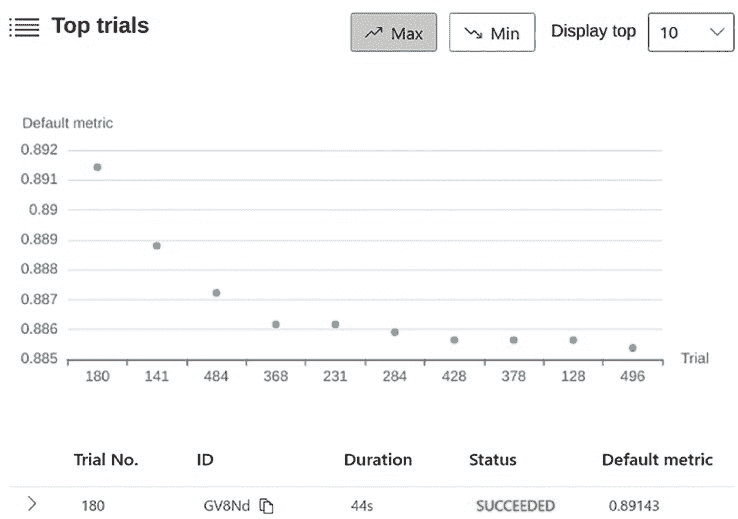 Top trials Max Min Display top 10
Default metric
0.892
0.891
0.89
0.889
0.888
0.887
0.886
0.885
Trial
180 141 484 368 231 284 428 378 128 496
Trial No. ID Duration Status Default metric
180 GV8Nd 44s SUCCEEDED 0.89143